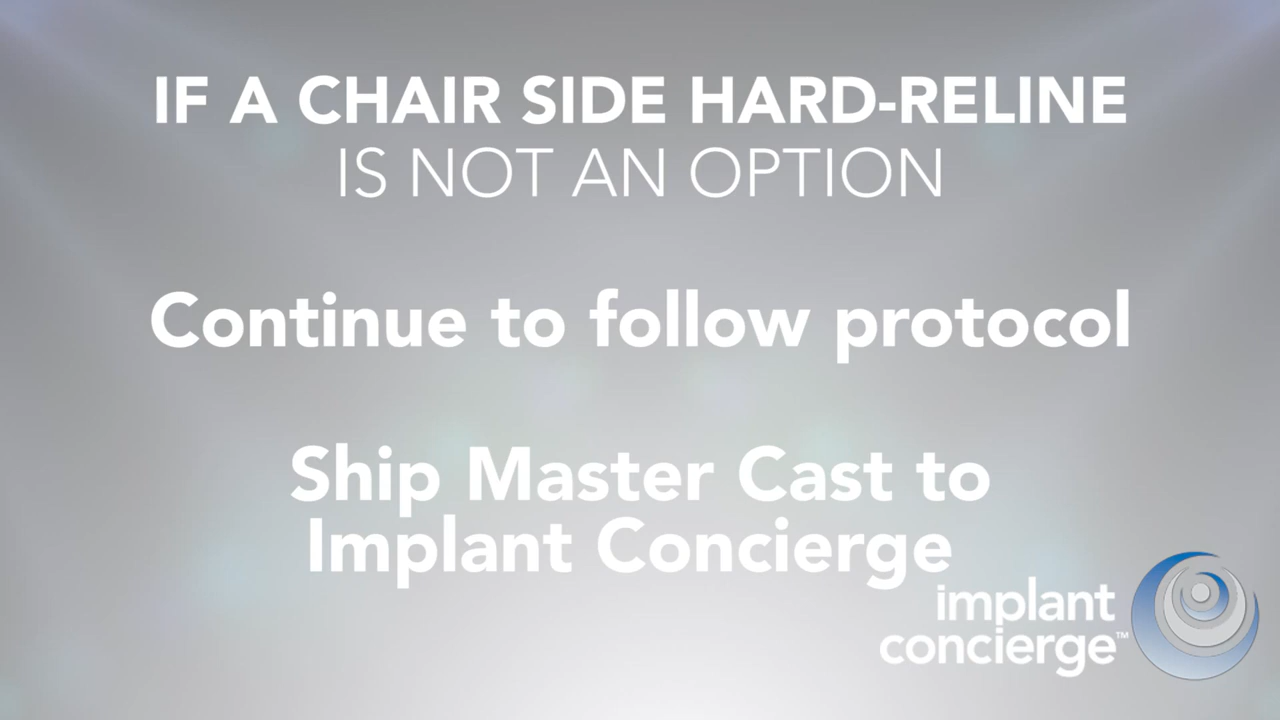 IF A CHAIR SIDE HARD-RELINE
IS NOT AN OPTION
Continue to follow protocol
Ship Master Cast to
Implant Concierge
implant
concierge™